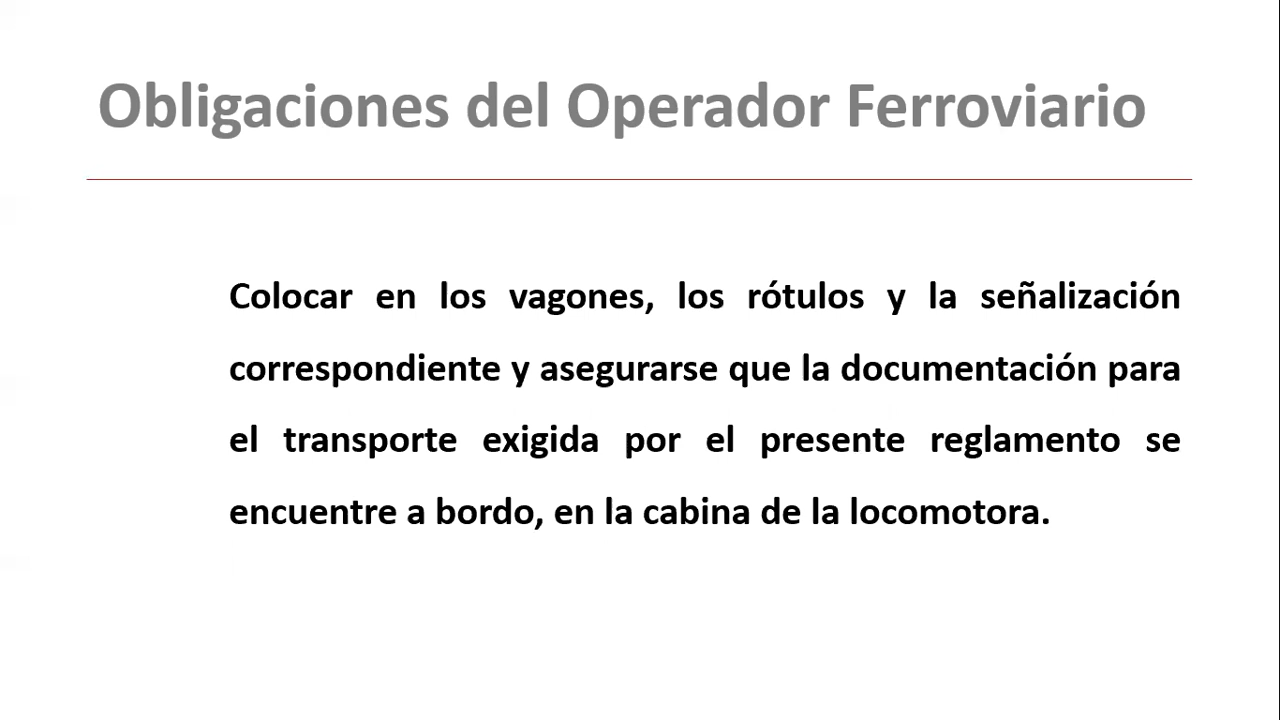 Obligaciones del Operador Ferroviario
Colocar en los vagones, los rótulos y la señalización
correspondiente y asegurarse que la documentación para
el transporte exigida por el presente reglamento se
encuentre a bordo, en la cabina de la locomotora.